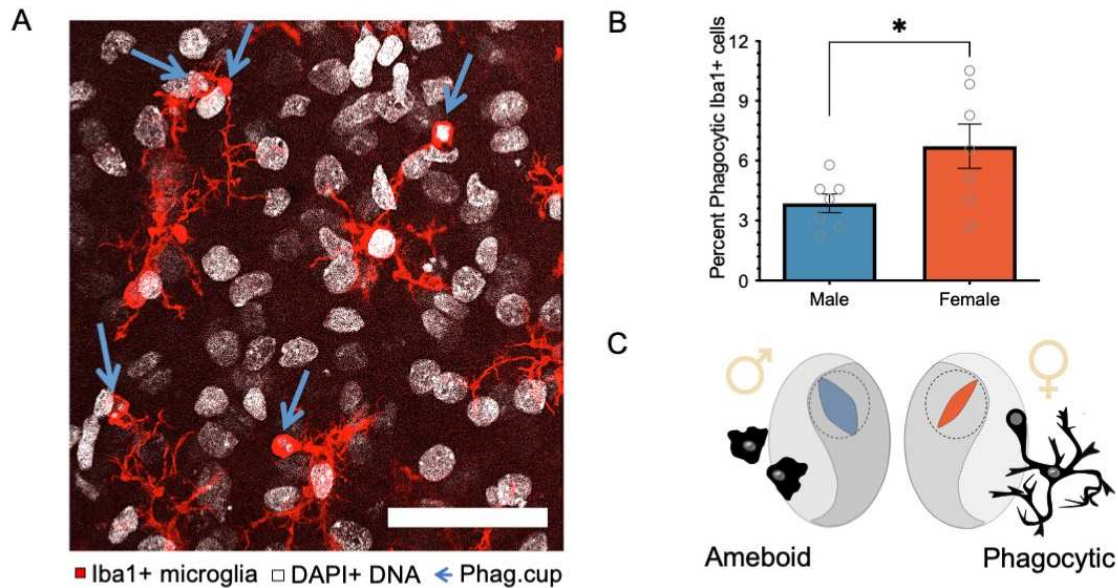 A
Iba1+ microglia DAPI+ DNA Phag.cup
B
Percent Phagocytic Iba1+ cells
12
9
6
3
0
*
Male Female
C
♂ ♀
Ameboid Phagocytic